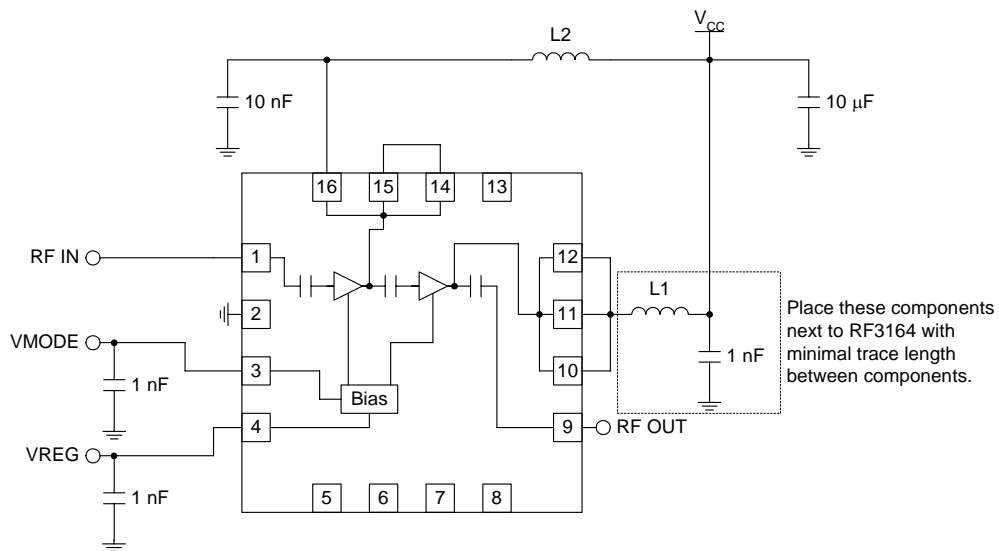 VCC
L2
10 nF
10 μF
16
15
14
13
RF IN
1
12
L1
2
11
Place these components
next to RF3164 with
minimal trace length
between components.
VMODE
3
10
1 nF
1 nF
Bias
4
9
RF OUT
VREG
1 nF
5
6
7
8